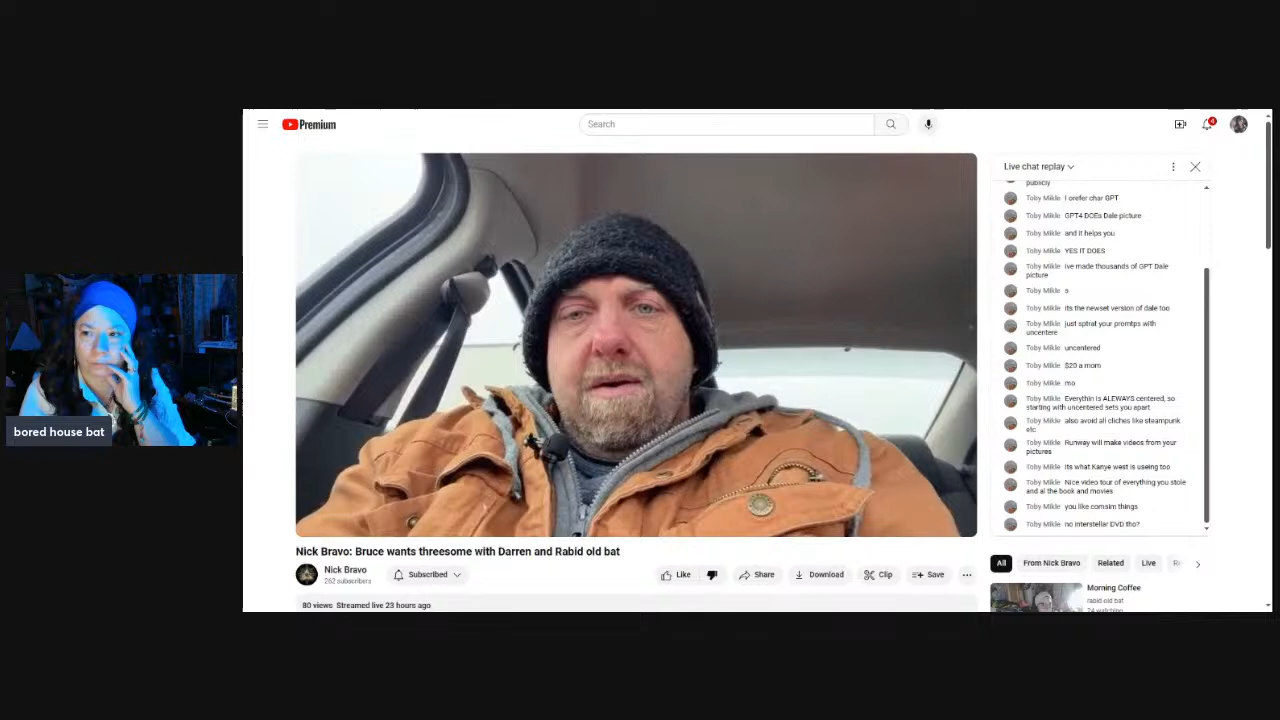 Premium
Search
4
Live chat replay
publicly
Toby Mikle I orefer char GPT
Toby Mikle GPT4 DOEs Dale picture
Toby Mikle and it helps you
Toby Mikle YES IT DOES
Toby Mikle Ive made thousands of GPT Dale
picture
Toby Mikle s
Toby Mikle Its the newset version of dale too
Toby Mikle just sptrat your promtps with
uncentere
Toby Mikle uncentered
Toby Mikle $20 a mom
Toby Mikle mo
Toby Mikle Everythin is ALEWAYS centered, so
starting with uncentered sets you apart
Toby Mikle also avoid all cliches like steampunk
etc
Toby Mikle Runway will make videos from your
pictures
Toby Mikle Its what Kanye west is useing too
Toby Mikle Nice video tour of everything you stole
and al the book and movies
Toby Mikle you like comsim things
Toby Mikle no interstellar DVD tho?
bored house bat
Nick Bravo: Bruce wants threesome with Darren and Rabid old bat
Nick Bravo
262 subscribers
Subscribed
Like
Share
Download
Clip
Save
80 views Streamed live 23 hours ago
All
From Nick Bravo
Related
Live
Morning Coffee
rabid old bat
24 watching